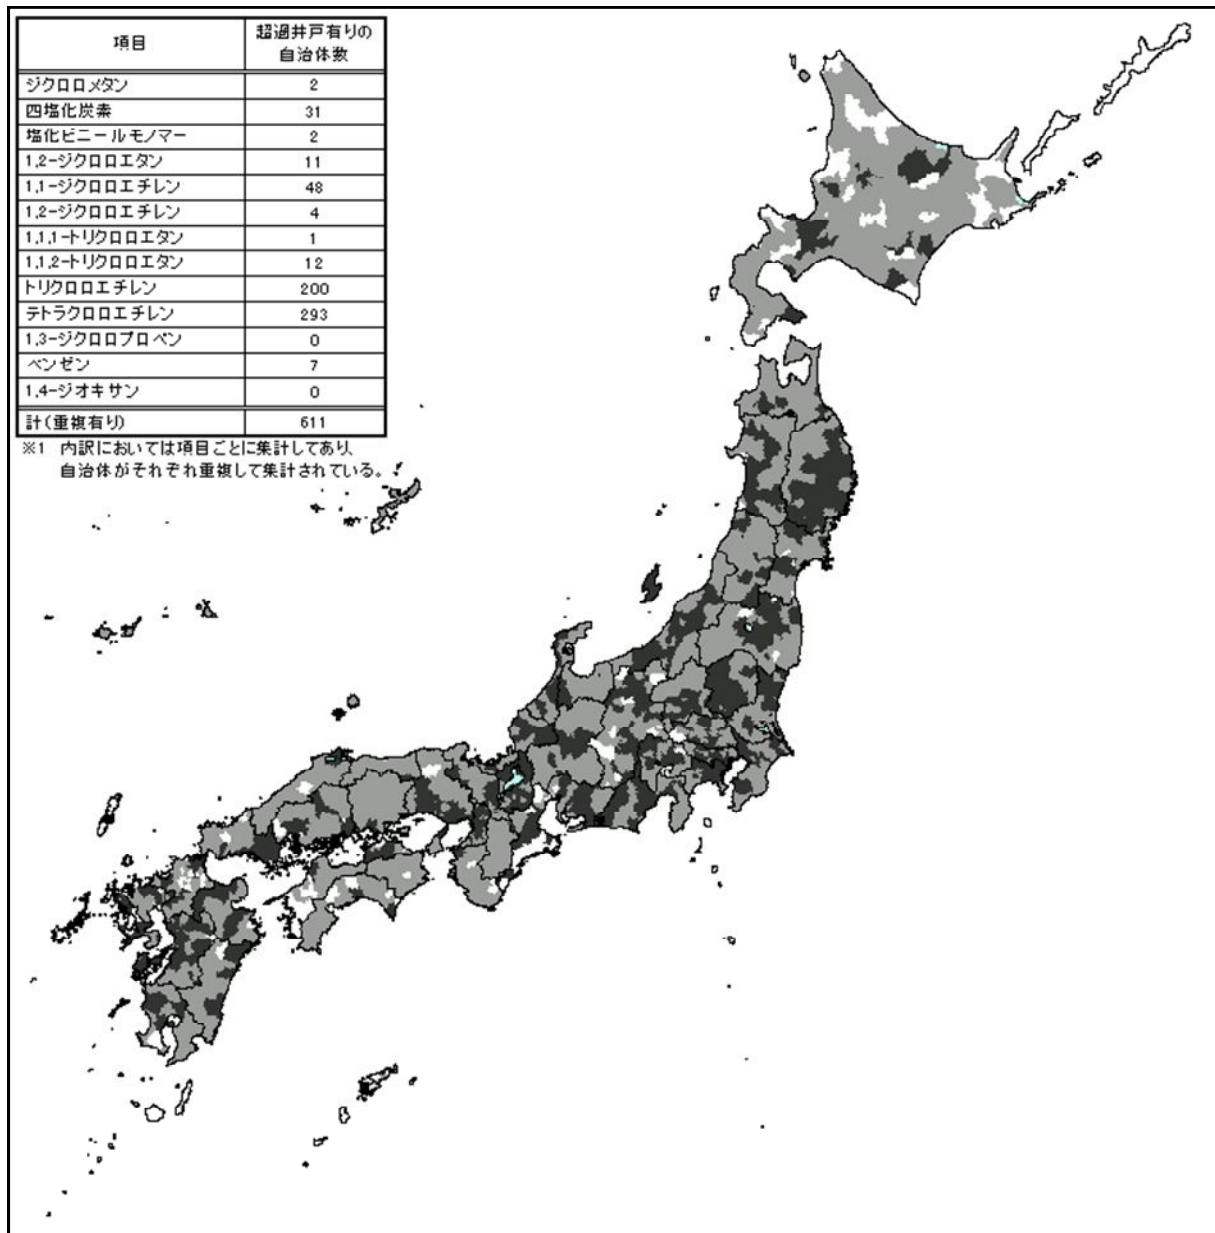 項目 超過井戸有りの
自治体数
ジクロロメタン 2
四塩化炭素 31
塩化ビニールモノマー 2
1,2-ジクロロエタン 11
1,1-ジクロロエチレン 48
1,2-ジクロロエチレン 4
1,1,1-トリクロロエタン 1
1,1,2-トリクロロエタン 12
トリクロロエチレン 200
テトラクロロエチレン 293
1,3-ジクロロプロペン 0
ベンゼン 7
1,4-ジオキサン 0
計(重複有り) 611
※1 内訳においては項目ごとに集計してあり、
自治体がそれぞれ重複して集計されている。